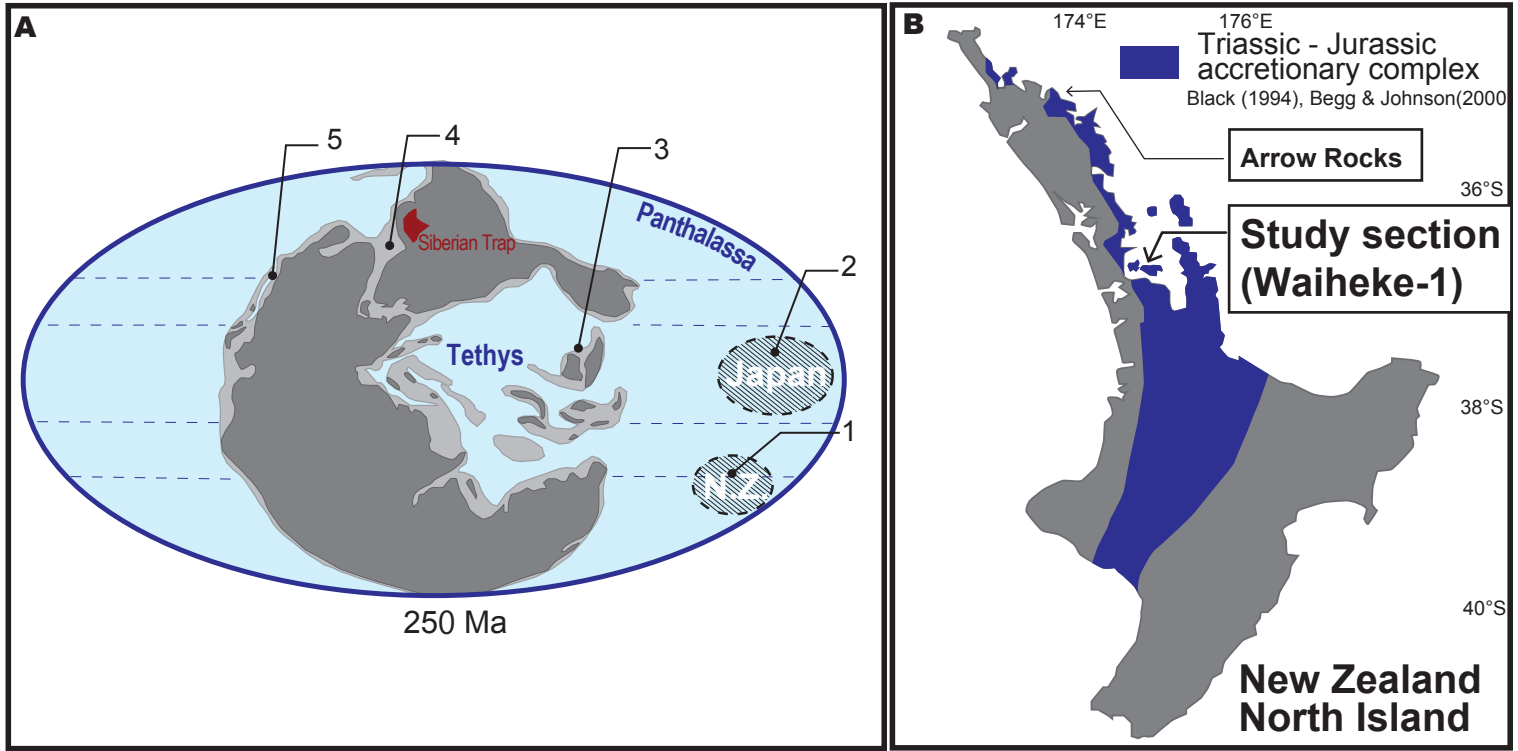 A
5
4
3
Panthalassa
Siberian Trap
2
Tethys
Japan
1
N.Z.
250 Ma
B
174°E
176°E
Triassic - Jurassic
accretionary complex
Black (1994), Begg & Johnson(2000
Arrow Rocks
36°S
Study section
(Waiheke-1)
38°S
40°S
New Zealand
North Island